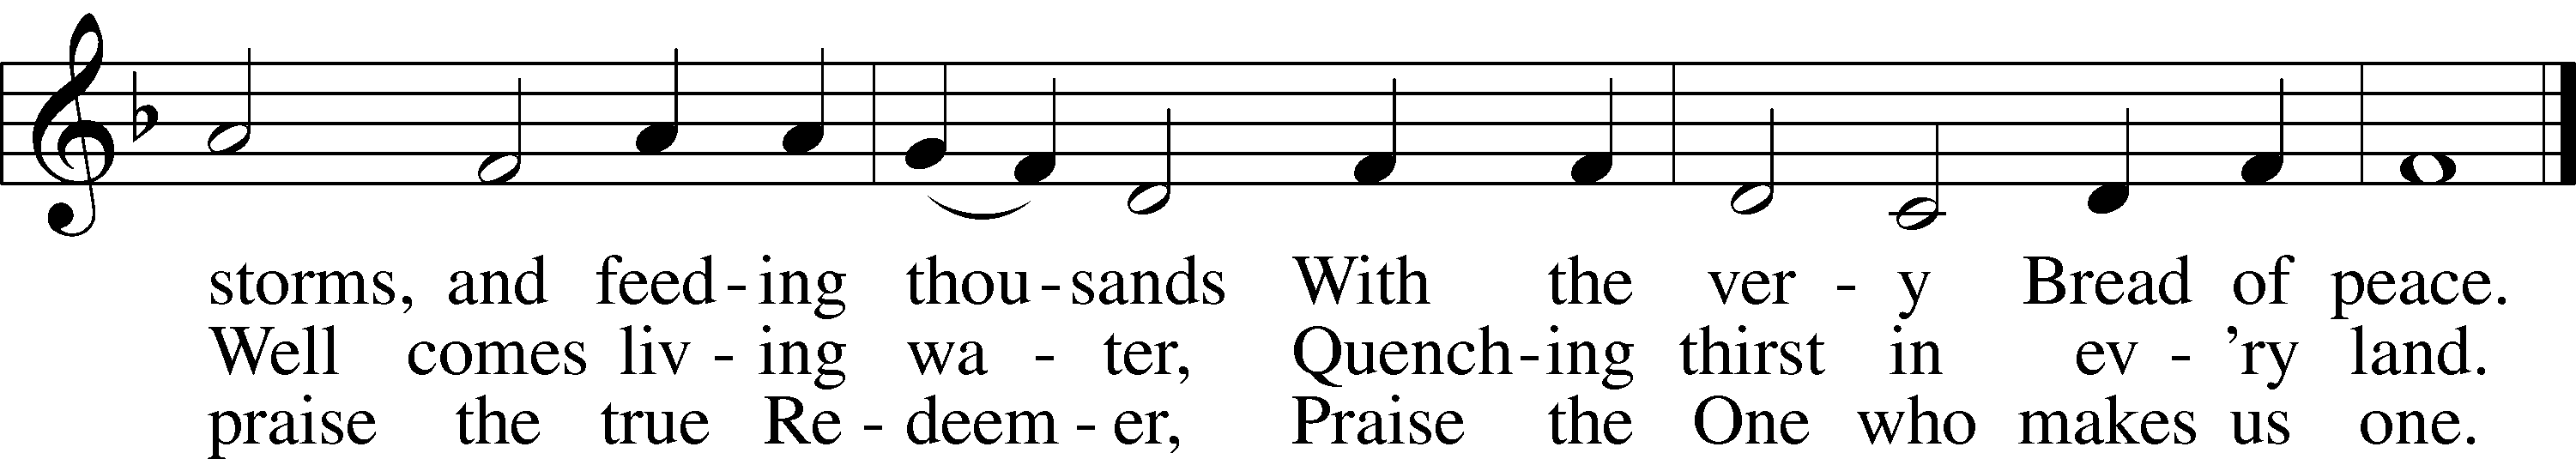 storms, and feed - ing thou - sands With the ver - y Bread of peace.
Well comes liv - ing wa - ter, Quench - ing thirst in ev - 'ry land.
praise the true Re - deem - er, Praise the One who makes us one.